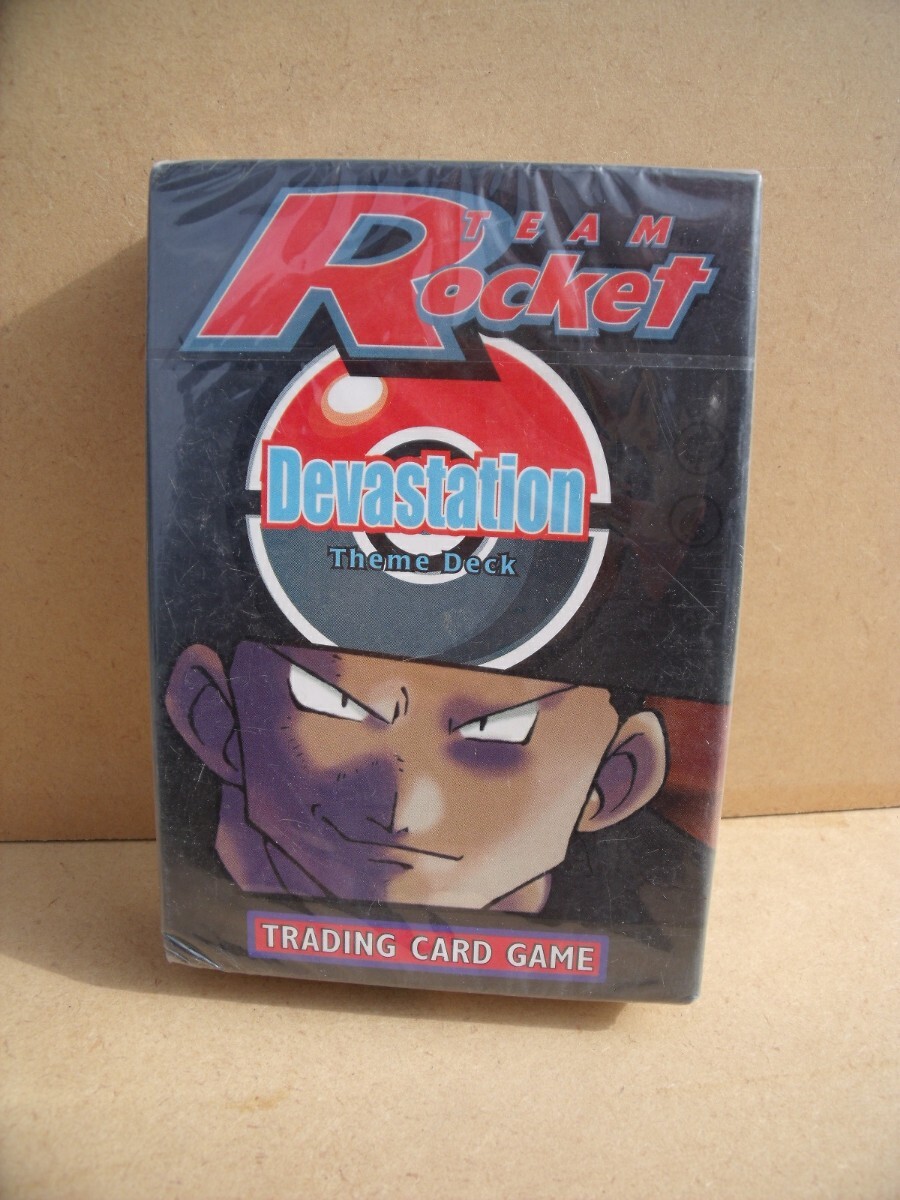 TEAM
Rocket
Devastation
Theme Deck
TRADING CARD GAME